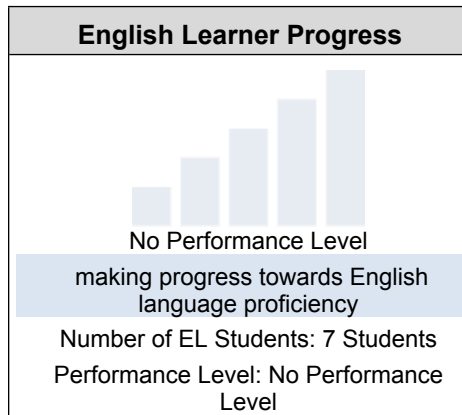 English Learner Progress
No Performance Level
making progress towards English
language proficiency
Number of EL Students: 7 Students
Performance Level: No Performance
Level